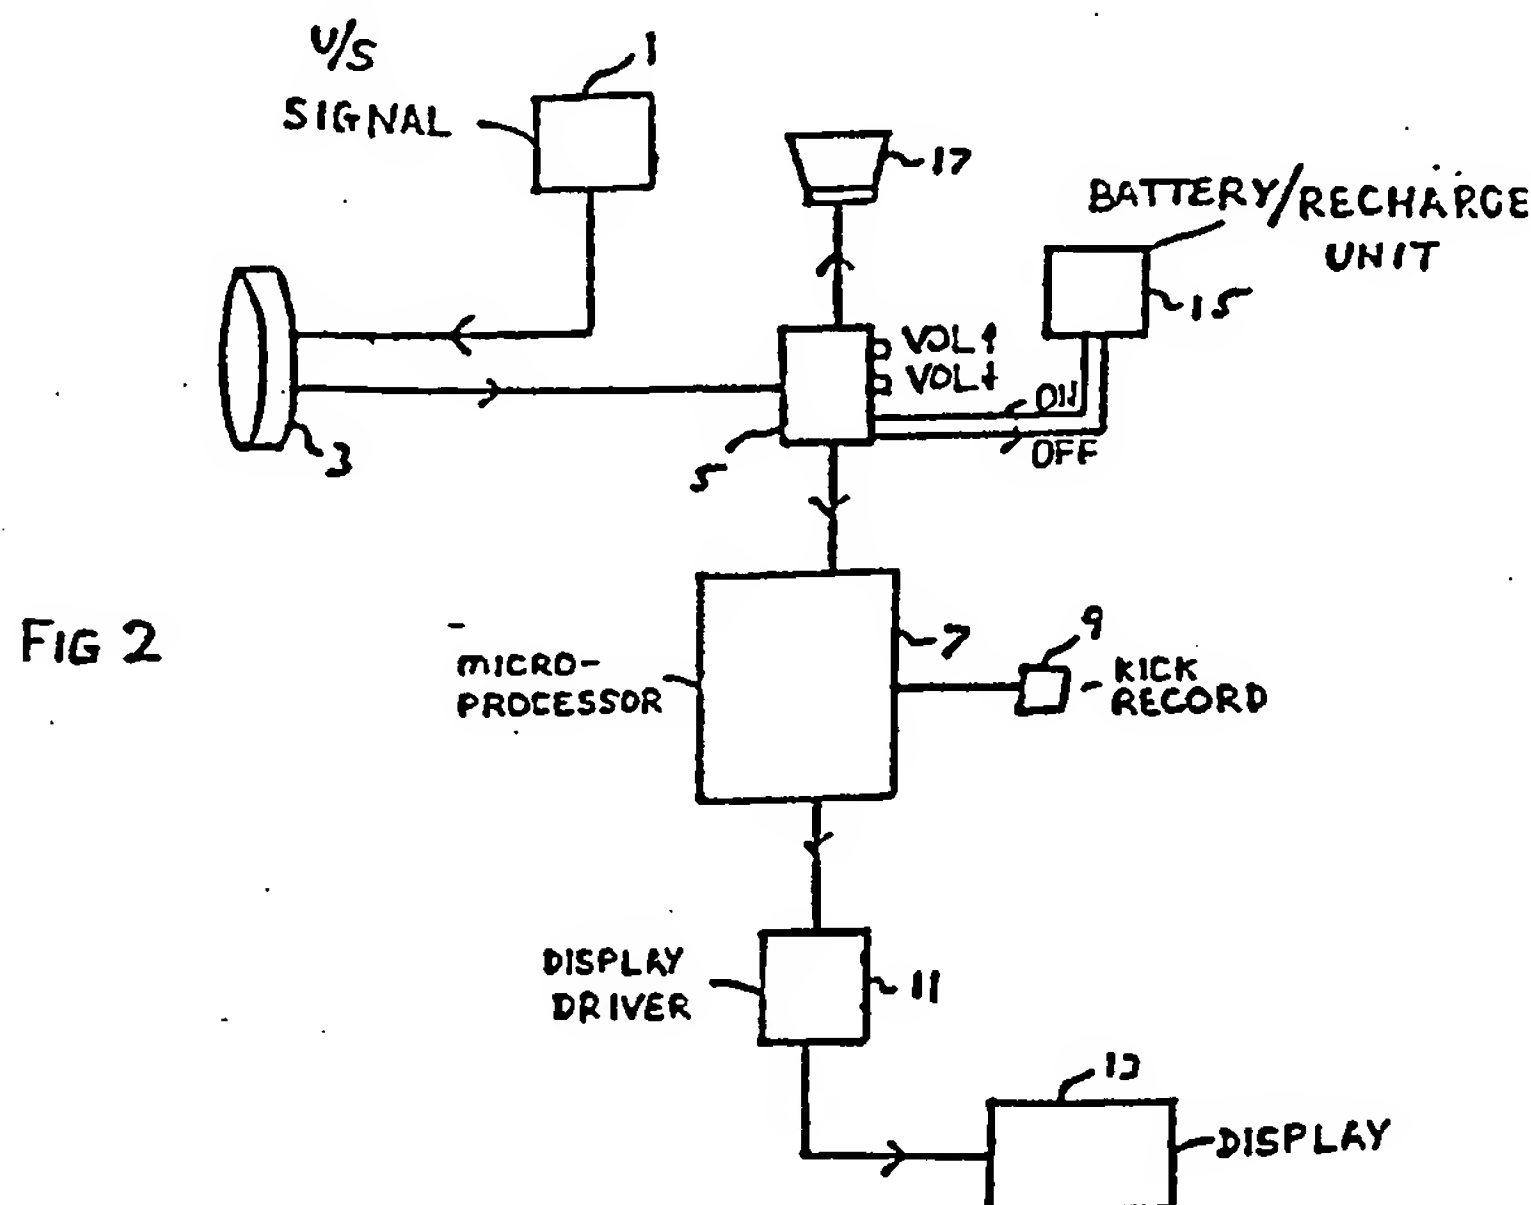 U/S
SIGNAL
1
17
BATTERY/RECHARGE
UNIT
15
3
VOL↑
VOL↓
ON
OFF
5
FIG 2
MICRO-
PROCESSOR
7
9
KICK
RECORD
DISPLAY
DRIVER
11
13
DISPLAY